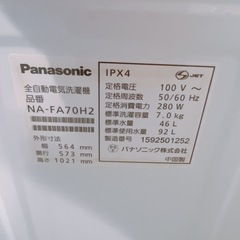 Panasonic
全自動電気洗濯機
品番
NA-FA70H2
外形寸法
幅 564 mm
奥行 573 mm
高さ 1021 mm
IPX4
JET
定格電圧 100 V ~
定格周波数 50/60 Hz
定格消費電力 280 W
標準洗濯容量 7.0 kg
標準水量 46 L
標準使用水量 92 L
製造番号 1592501252
パナソニック株式会社
中国製